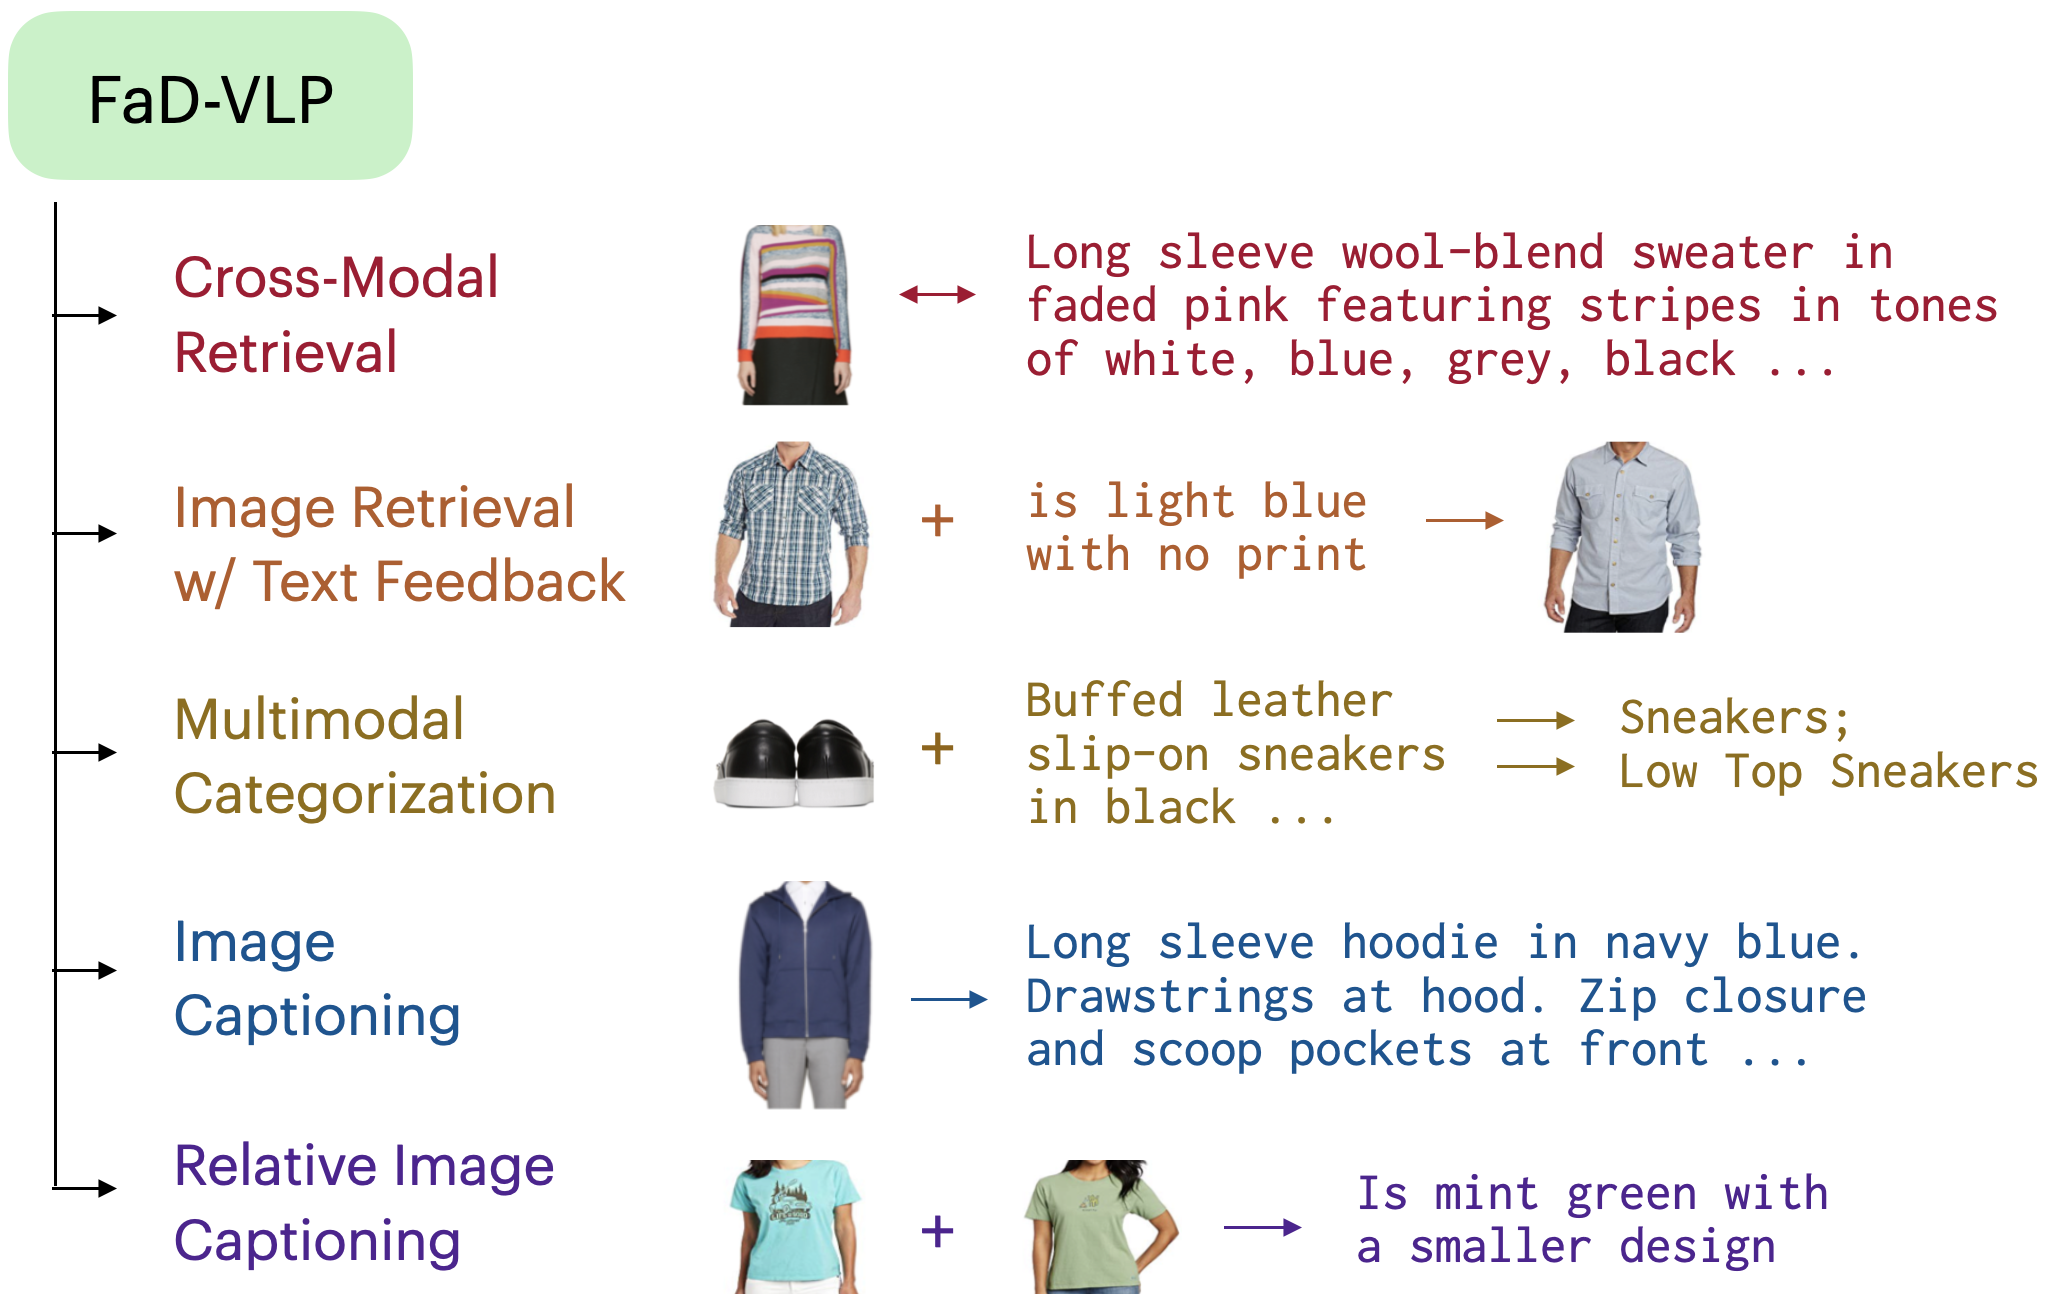 FaD-VLP
Cross-Modal
Retrieval
Long sleeve wool-blend sweater in
faded pink featuring stripes in tones
of white, blue, grey, black ...
Image Retrieval
w/ Text Feedback
+
is light blue
with no print
Multimodal
Categorization
+
Buffed leather
slip-on sneakers
in black ...
Sneakers;
Low Top Sneakers
Image
Captioning
Long sleeve hoodie in navy blue.
Drawstrings at hood. Zip closure
and scoop pockets at front ...
Relative Image
Captioning
+
Is mint green with
a smaller design